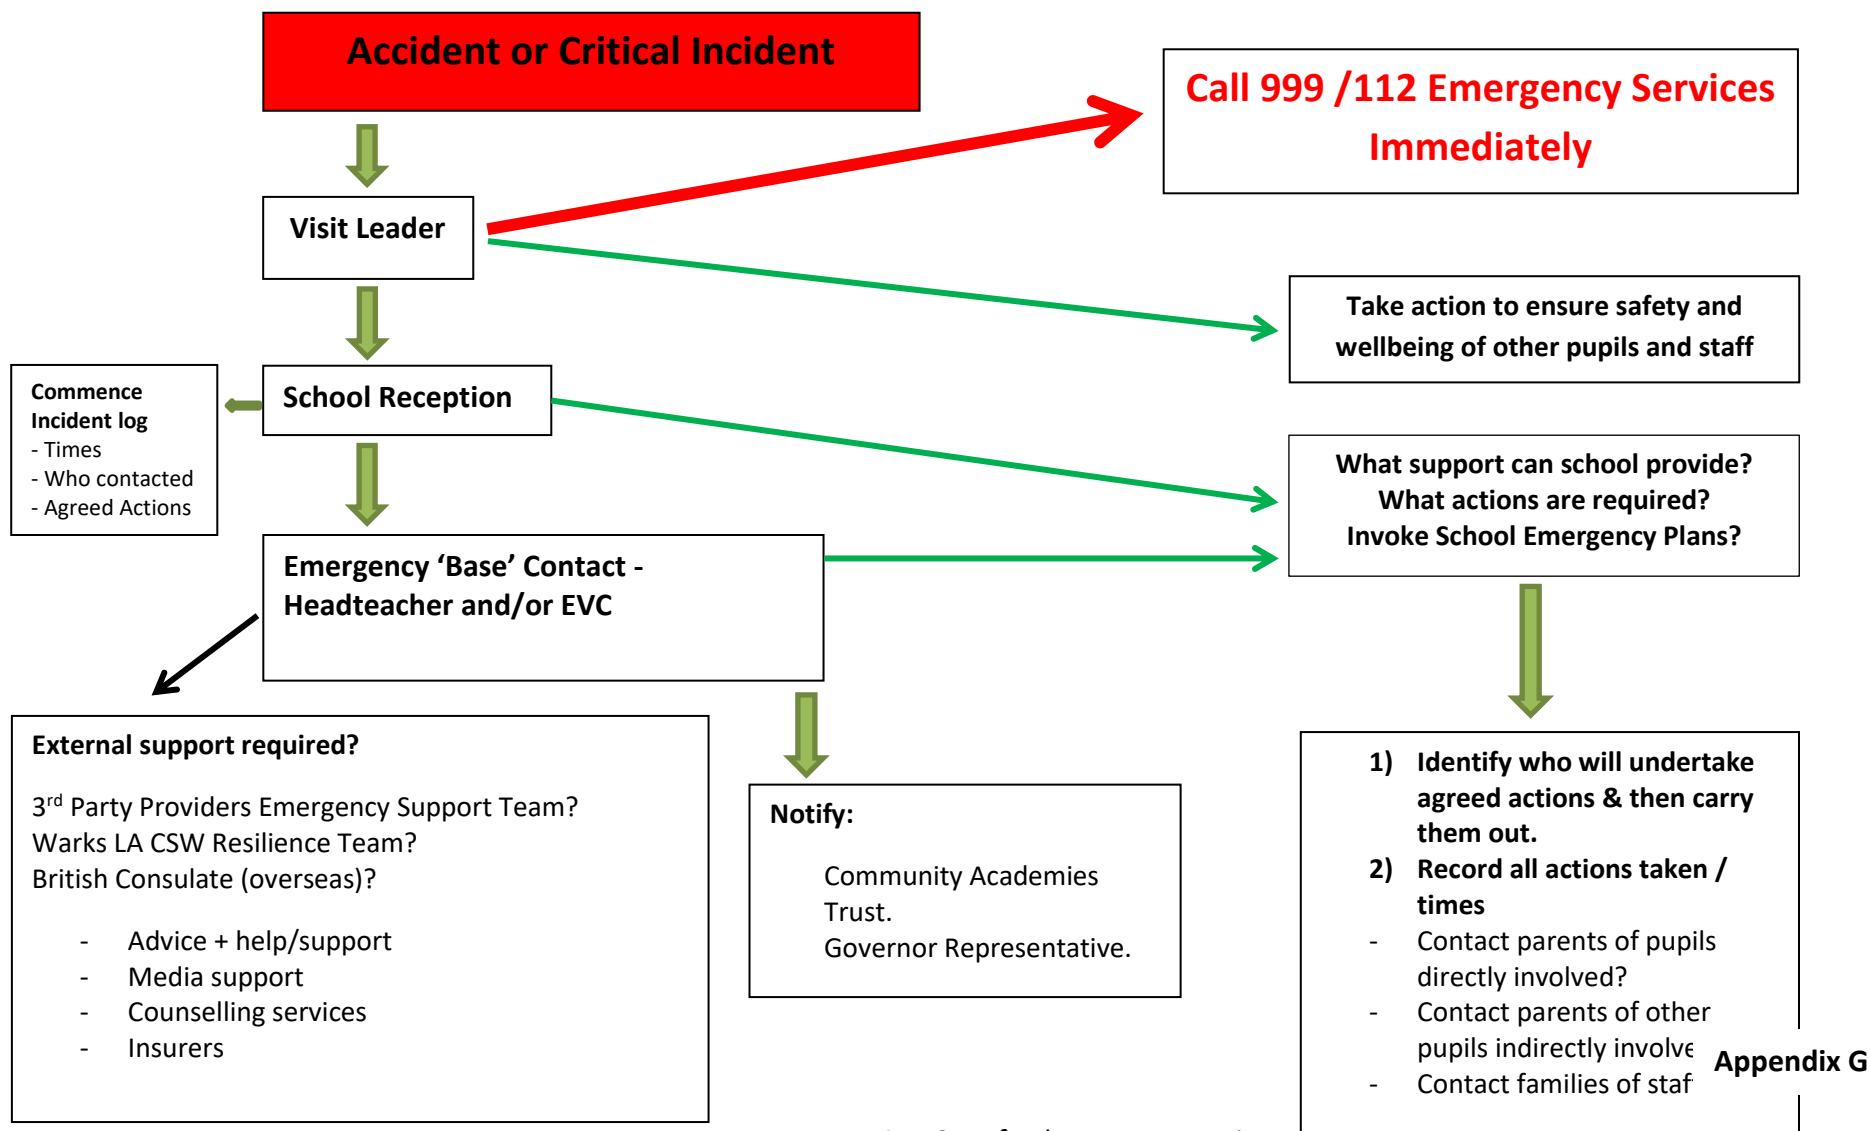 Accident or Critical Incident
Call 999 /112 Emergency Services
Immediately
Visit Leader
Take action to ensure safety and
wellbeing of other pupils and staff
School Reception
Commence
Incident log
- Times
- Who contacted
- Agreed Actions
What support can school provide?
What actions are required?
Invoke School Emergency Plans?
Emergency ‘Base’ Contact -
Headteacher and/or EVC
External support required?
3rd Party Providers Emergency Support Team?
Warks LA CSW Resilience Team?
British Consulate (overseas)?
- Advice + help/support
- Media support
- Counselling services
- Insurers
Notify:
Community Academies
Trust.
Governor Representative.
1) Identify who will undertake
agreed actions & then carry
them out.
2) Record all actions taken /
times
- Contact parents of pupils
directly involved?
- Contact parents of other
pupils indirectly
- Contact families of
Appendix G